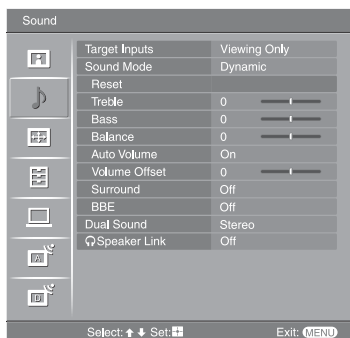 Sound
Target Inputs Viewing Only
Sound Mode Dynamic
Reset
Treble 0
Bass 0
Balance 0
Auto Volume On
Volume Offset 0
Surround Off
BBE Off
Dual Sound Stereo
Speaker Link Off
A
D
Select: Set: Exit: MENU